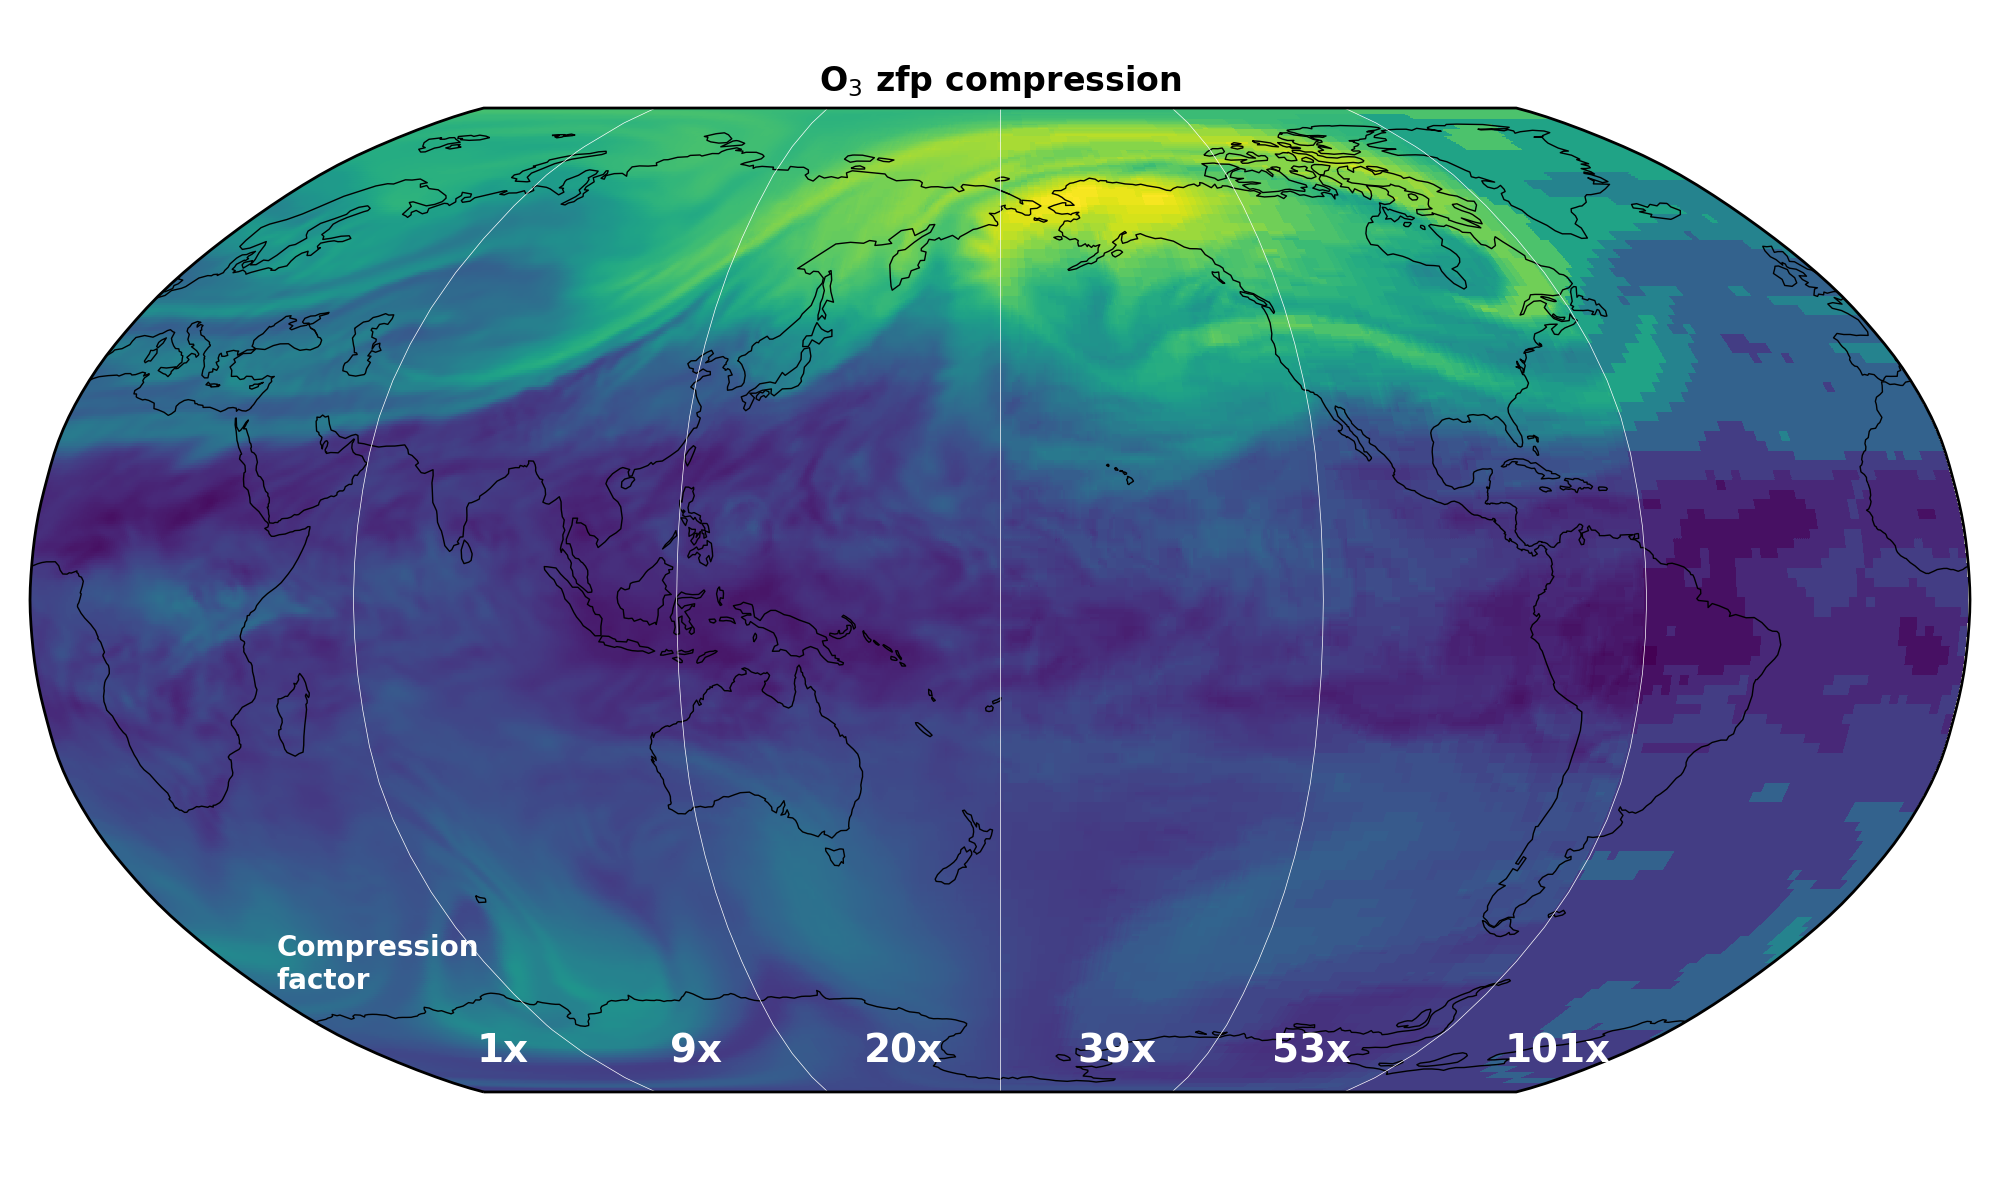 O₃ zfp compression
Compression
factor
1x 9x 20x 39x 53x 101x